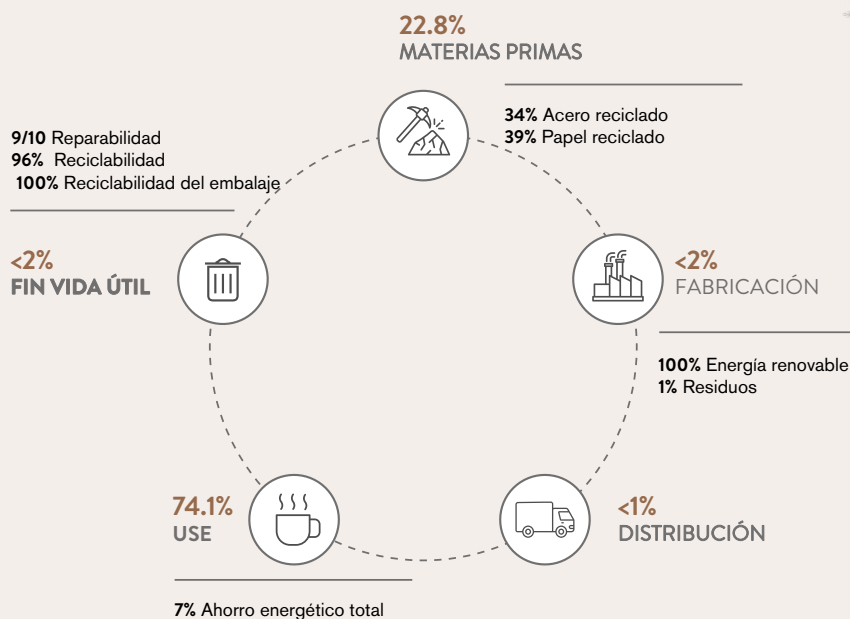 22.8%
MATERIAS PRIMAS
34% Acero reciclado
39% Papel reciclado
9/10 Reparabilidad
96% Reciclabilidad
100% Reciclabilidad del embalaje
<2%
FIN VIDA ÚTIL
<2%
FABRICACIÓN
100% Energía renovable
1% Residuos
74.1%
USE
7% Ahorro energético total
<1%
DISTRIBUCIÓN